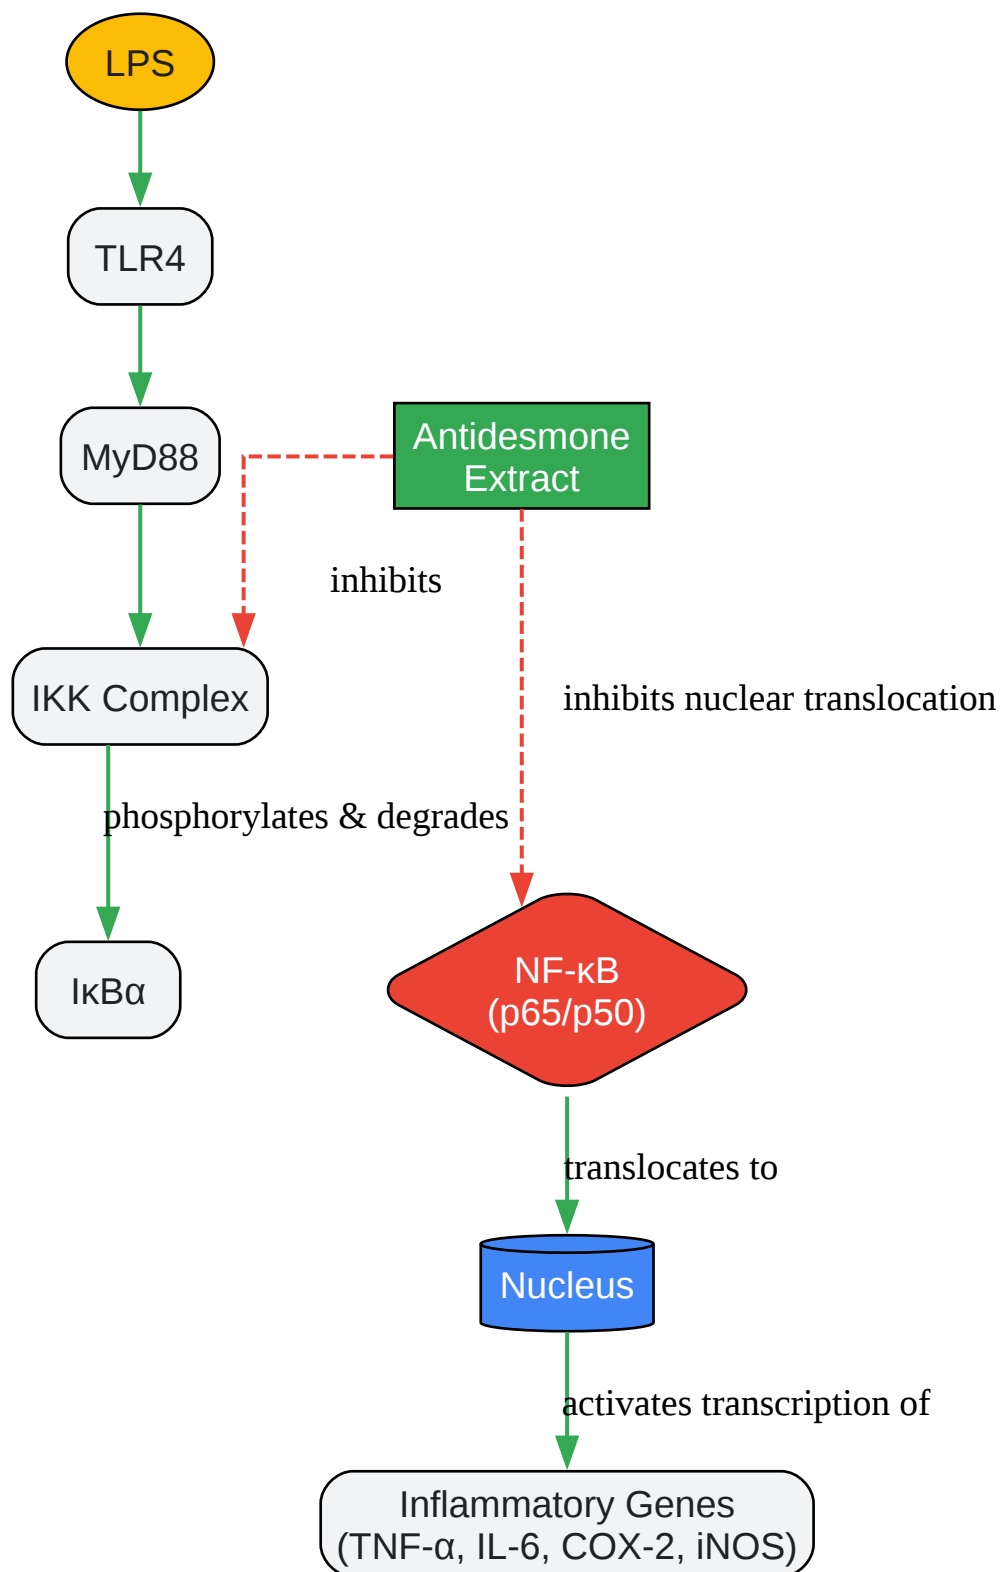 LPS
TLR4
MyD88
Antidesmone
Extract
inhibits
IKK Complex
inhibits nuclear translocation
phosphorylates & degrades
IκBα
NF-κB
(p65/p50)
translocates to
Nucleus
activates transcription of
Inflammatory Genes
(TNF-α, IL-6, COX-2, iNOS)